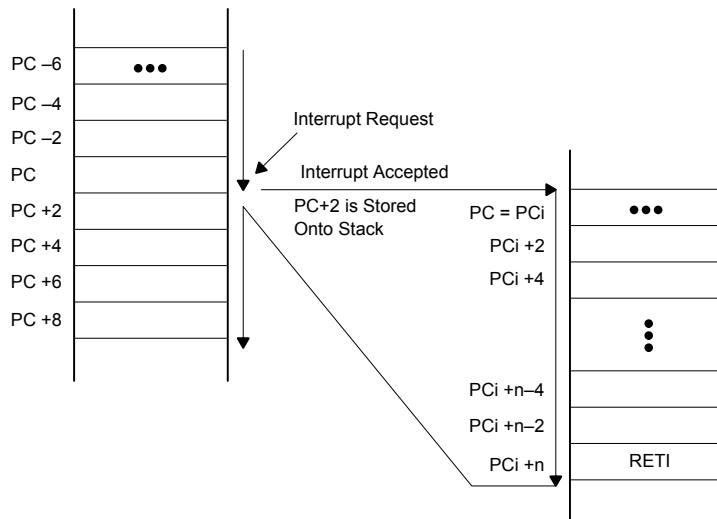 PC –6
PC –4
PC –2
PC
PC +2
PC +4
PC +6
PC +8
Interrupt Request
Interrupt Accepted
PC+2 is Stored
Onto Stack
PC = PCi
PCi +2
PCi +4
PCi +n–4
PCi +n–2
PCi +n
RETI